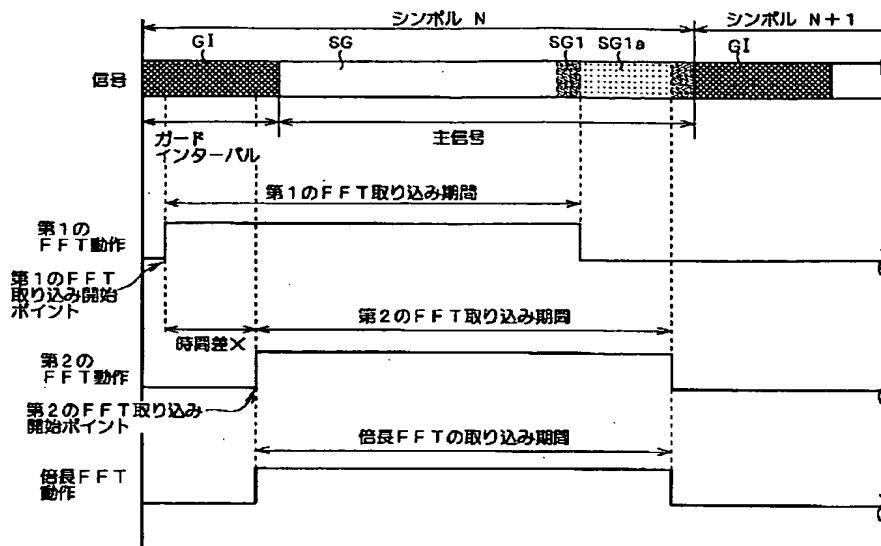 シンボル N
シンボル N+1
GI
SG
SG1
SG1a
GI
信号
ガード
インターバル
主信号
第1のFFT取り込み期間
第1の
FFT動作
第1のFFT
取り込み開始
ポイント
第2のFFT取り込み期間
時間差X
第2の
FFT動作
第2のFFT取り込み
開始ポイント
倍長FFTの取り込み期間
倍長FFT
動作